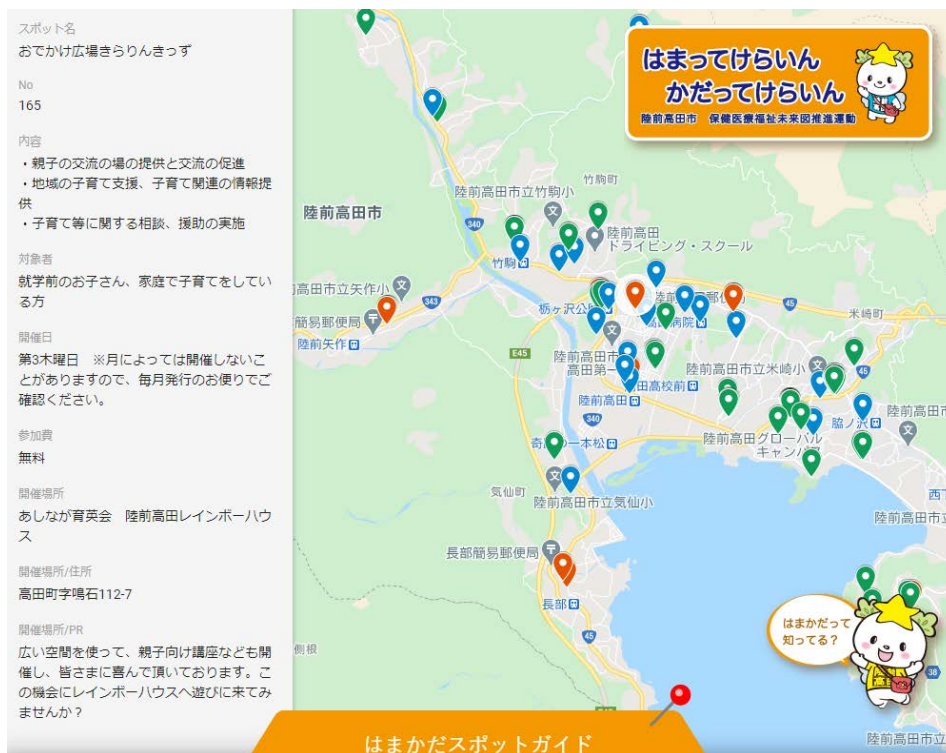 スポット名
おでかけ広場きらりんきっず
No
165
内容
・親子の交流の場の提供と交流の促進
・地域の子育て支援、子育て関連の情報提
供
・子育て等に関する相談、援助の実施
対象者
就学前のお子さん、家庭で子育てをしてい
る方
開催日
第3木曜日　※月によっては開催しないこ
とがありますので、毎月発行のお便りでご
確認ください。
参加費
無料
開催場所
あしなが育英会　陸前高田レインボーハウ
ス
開催場所/住所
高田町字鳴石112-7
開催場所/PR
広い空間を使って、親子向け講座なども開
催し、皆さまに喜んで頂いております。こ
の機会にレインボーハウスへ遊びに来てみ
ませんか？
はまってけらいん
かだってけらいん
陸前高田市　保健医療福祉未来図推進運動
竹駒町
陸前高田市立竹駒小
陸前高田市
340
陸前高田
ドライビング・スクール
竹駒
高田市立矢作小
343
簡易郵便局
陸前矢作
栃ヶ沢公
45
米崎町
E45
病院
陸前高田市
高田第一
田高校前
陸前高田市立米崎小
45
陸前高田
340
脇ノ沢
陸前高田市
陸前高田グローバル
キャンパス
一本松
気仙町
陸前高田市立気仙小
陸前高田市立
長部簡易郵便局
長部
45
側根
はまかだって
知ってる？
38
はまかだスポットガイド
陸前高田市立